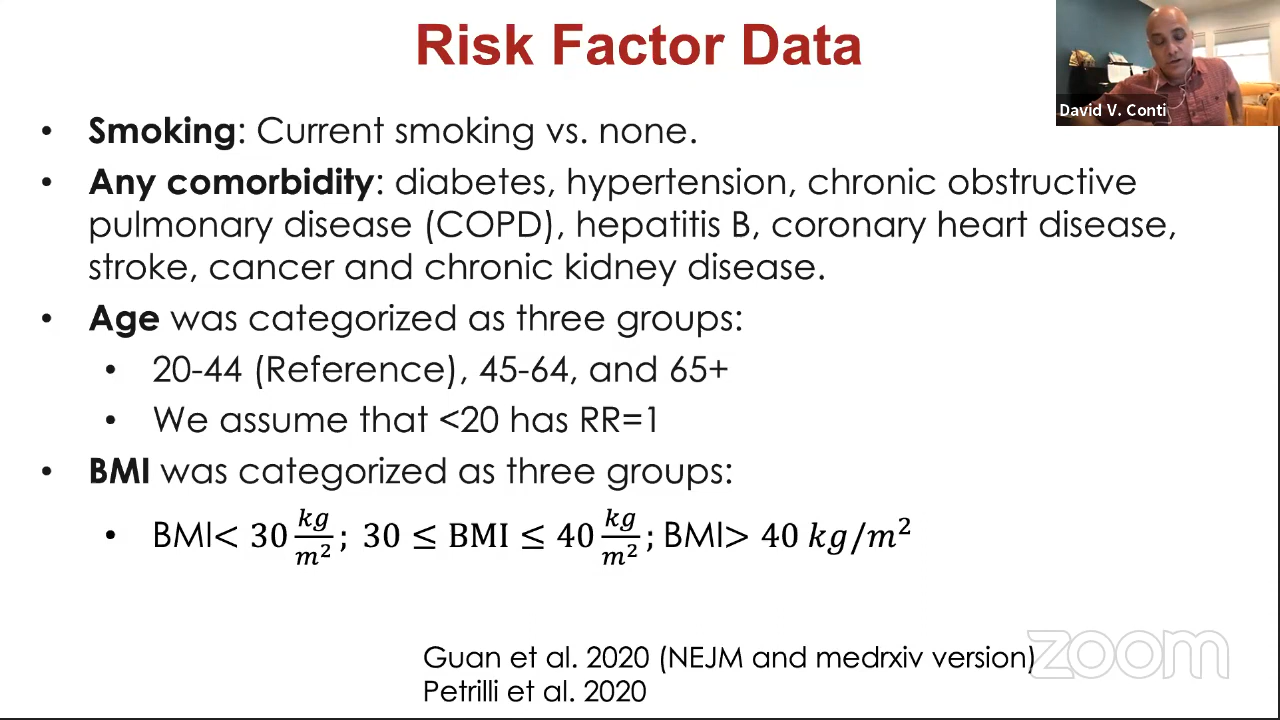 Risk Factor Data
David V. Conti
• Smoking: Current smoking vs. none.
• Any comorbidity: diabetes, hypertension, chronic obstructive
pulmonary disease (COPD), hepatitis B, coronary heart disease,
stroke, cancer and chronic kidney disease.
• Age was categorized as three groups:
• 20-44 (Reference), 45-64, and 65+
• We assume that <20 has RR=1
• BMI was categorized as three groups:
• BMI< 30 kg/m²; 30 ≤ BMI ≤ 40 kg/m²; BMI> 40 kg/m²
Guan et al. 2020 (NEJM and medrxiv version)
Petrilli et al. 2020
zoom